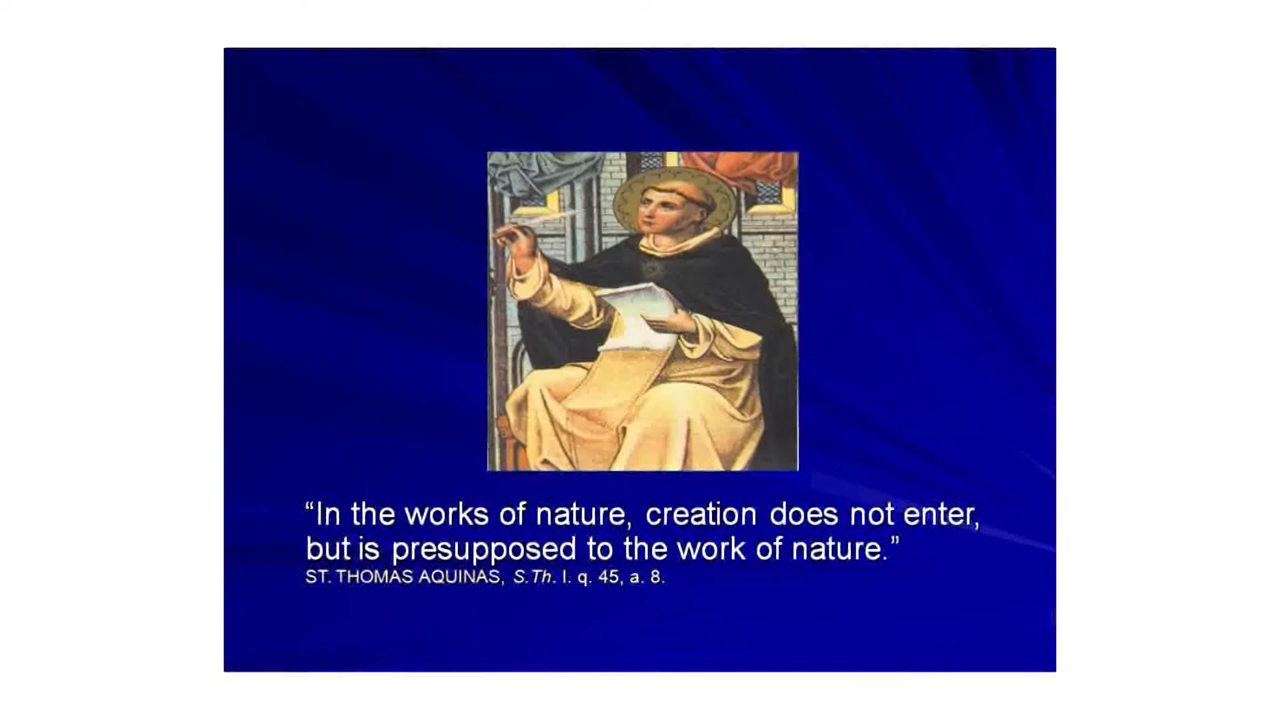 “In the works of nature, creation does not enter,
but is presupposed to the work of nature.”
ST. THOMAS AQUINAS, S.Th. I. q. 45, a. 8.